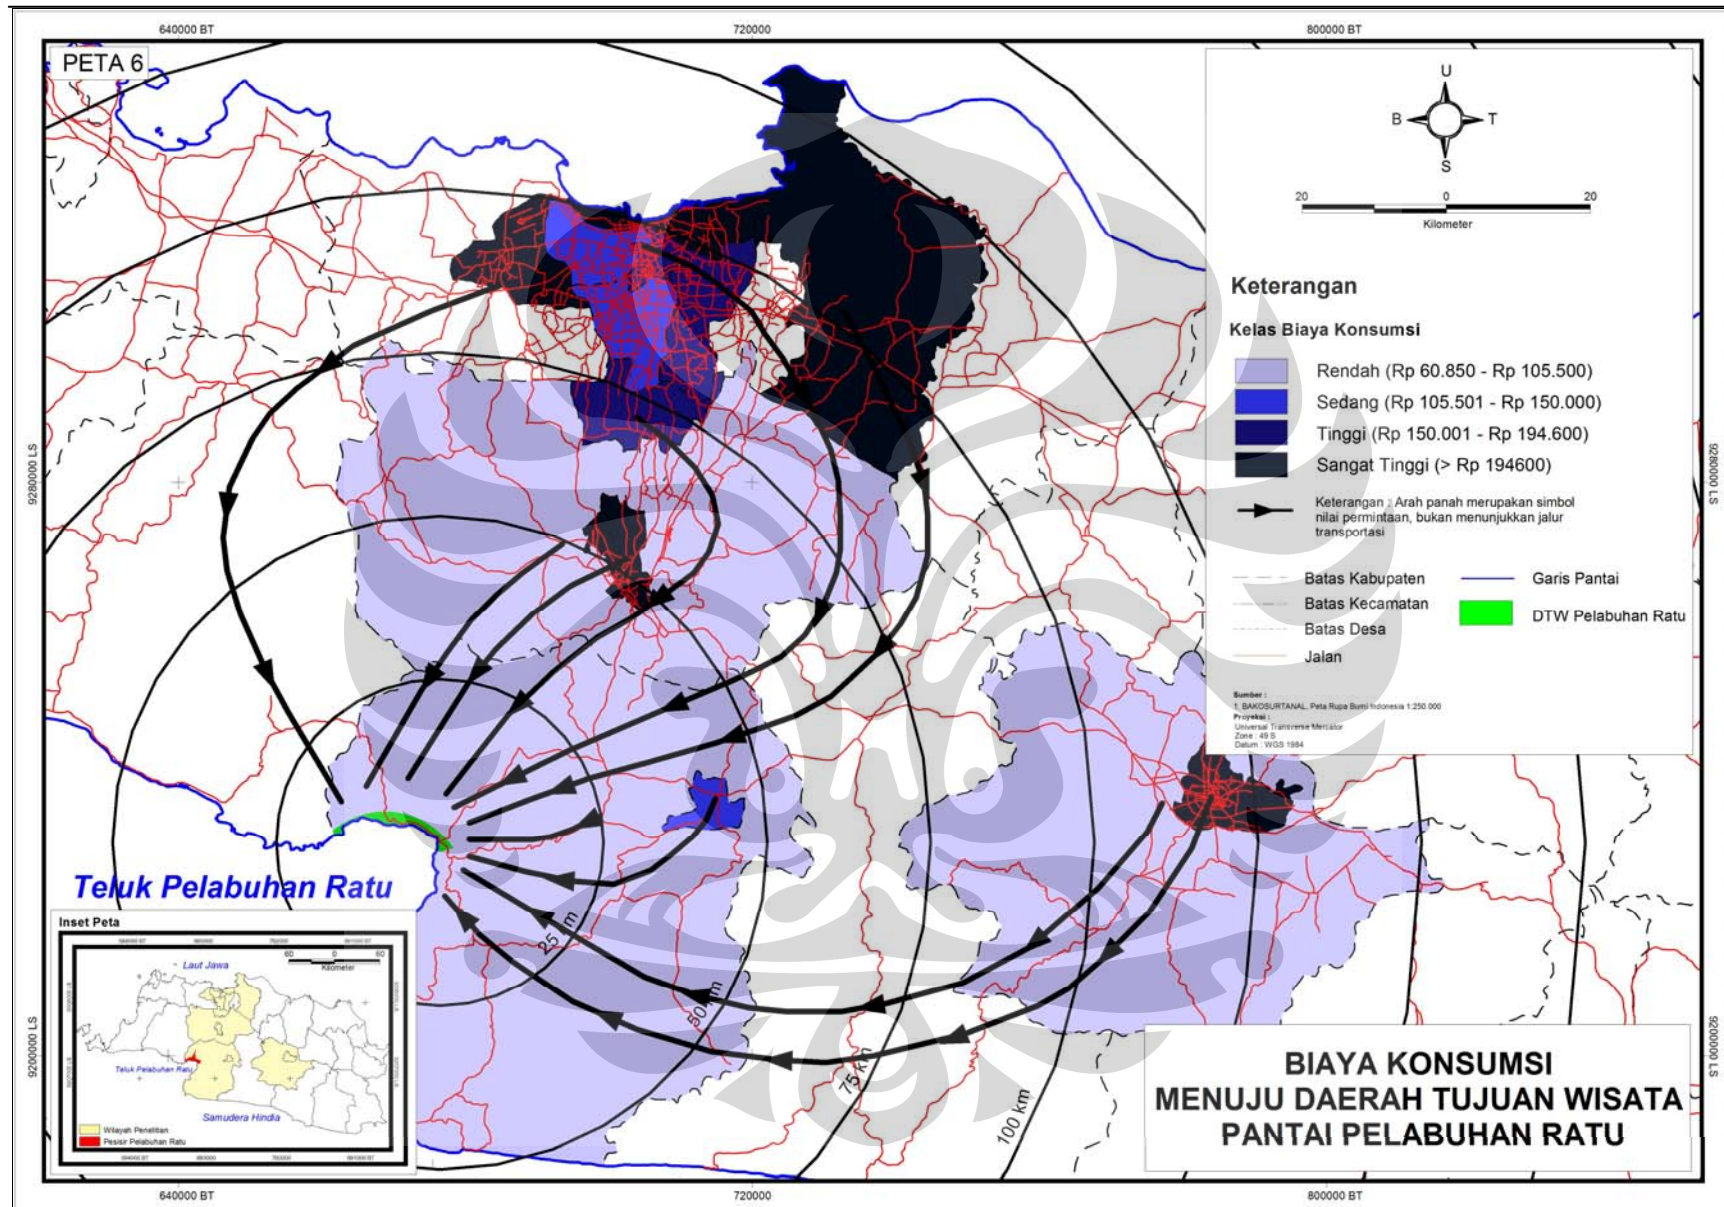 640000 BT
720000
800000 BT
PETA 6
U
B
T
S
20
0
20
Kilometer
Keterangan
Kelas Biaya Konsumsi
Rendah (Rp 60.850 - Rp 105.500)
Sedang (Rp 105.501 - Rp 150.000)
Tinggi (Rp 150.001 - Rp 194.600)
Sangat Tinggi (> Rp 194600)
Keterangan : Arah panah merupakan simbol
nilai permintaan, bukan menunjukkan jalur
transportasi
Batas Kabupaten
Garis Pantai
Batas Kecamatan
DTW Pelabuhan Ratu
Batas Desa
Jalan
Sumber :
1. BAKOSURTANAL, Peta Rupa Bumi Indonesia 1:250.000
Proyeksi :
Universal Transverse Mercator
Zone : 49 S
Datum : WGS 1984
9280000 LS
9280000 LS
Teluk Pelabuhan Ratu
25 km
50 km
75 km
100 km
Inset Peta
60
0
60
Kilometer
Laut Jawa
Teluk Pelabuhan Ratu
Samudera Hindia
Wilayah Penelitian
Pesisir Pelabuhan Ratu
9200000 LS
9200000 LS
BIAYA KONSUMSI
MENUJU DAERAH TUJUAN WISATA
PANTAI PELABUHAN RATU
640000 BT
720000
800000 BT